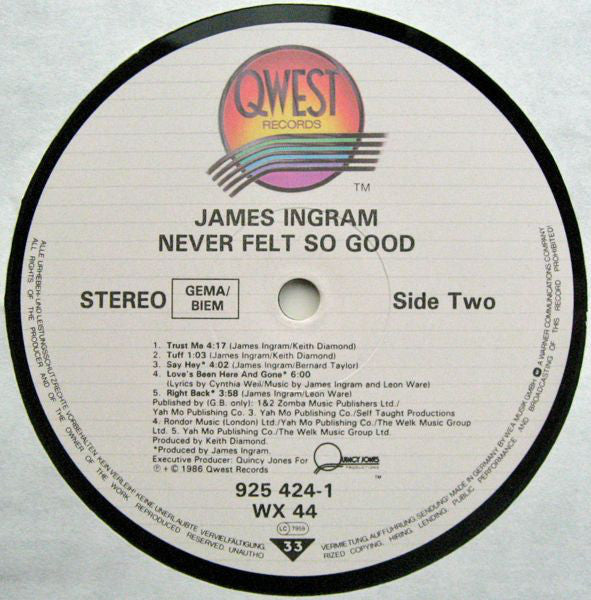 QWEST
RECORDS
TM
JAMES INGRAM
NEVER FELT SO GOOD
STEREO
GEMA/
BIEM
Side Two
1. Trust Me 4:17 (James Ingram/Keith Diamond)
2. Tuff 1:03 (James Ingram/Keith Diamond)
3. Say Hey* 4:02 (James Ingram/Bernard Taylor)
4. Love's Been Here And Gone* 6:00
(Lyrics by Cynthia Weil/Music by James Ingram and Leon Ware)
5. Right Back* 3:58 (James Ingram/Leon Ware)
Published by (G.B. only): 1&2 Zomba Music Publishers Ltd./
Yah Mo Publishing Co. 3. Yah Mo Publishing Co./Self Taught Productions
4. Rondor Music (London) Ltd./Yah Mo Publishing Co./The Welk Music Group
Ltd. 5. Yah Mo Publishing Co./The Welk Music Group Ltd.
Produced by Keith Diamond.
*Produced by James Ingram.
Executive Producer: Quincy Jones For
QUINCY JONES
PRODUCTIONS
TM
Ⓟ + © 1986 Qwest Records
925 424-1
WX 44
LC 7959
33
ALLE URHEBER- UND LEISTUNGSSCHUTZRECHTE VORBEHALTEN. KEIN VERLEIH! KEINE UNERLAUBTE VERVIELFÄLTIGUNG, VERMIETUNG, AUFFÜHRUNG, SENDUNG! MADE IN GERMANY BY WEA MUSIK GMBH A WARNER COMMUNICATIONS COMPANY
ALL RIGHTS OF THE PRODUCER AND OF THE OWNER OF THE WORK REPRODUCED RESERVED. UNAUTHORIZED COPYING, HIRING, LENDING, PUBLIC PERFORMANCE AND BROADCASTING OF THIS RECORD PROHIBITED!